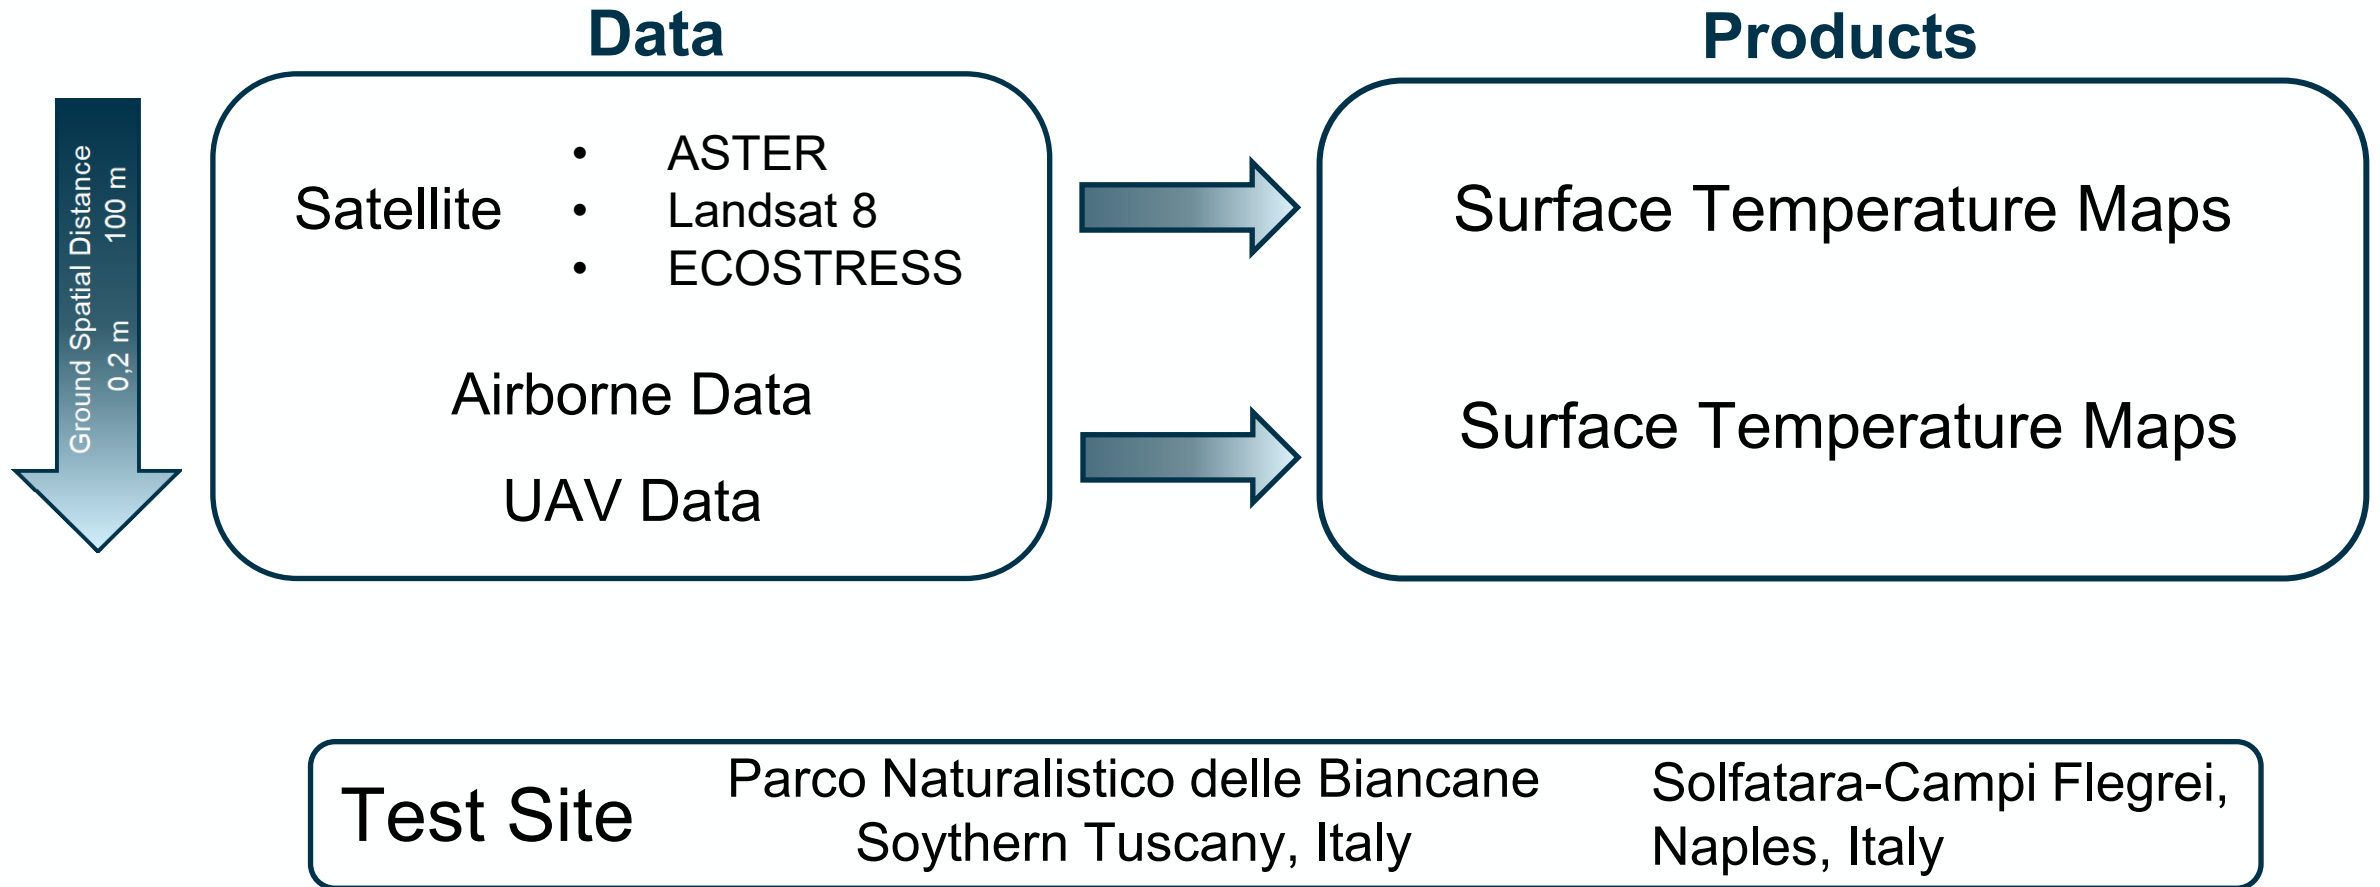 Data
Products
Ground Spatial Distance
100 m
0,2 m
Satellite
• ASTER
• Landsat 8
• ECOSTRESS
Airborne Data
UAV Data
Surface Temperature Maps
Surface Temperature Maps
Test Site
Parco Naturalistico delle Biancane
Soythern Tuscany, Italy
Solfatara-Campi Flegrei,
Naples, Italy